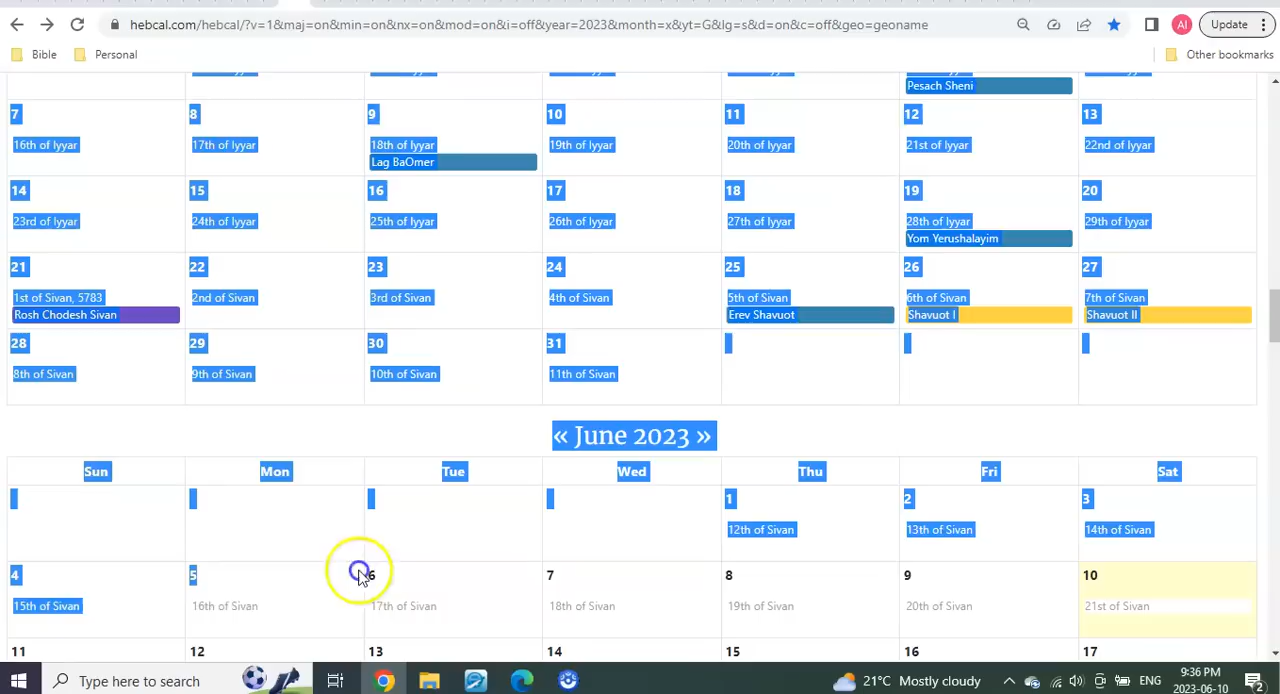 hebcal.com/hebcal/?v=1&maj=on&min=on&nx=on&mod=on&i=off&year=2023&month=x&yt=G&lg=s&d=on&c=off&geo=geoname
AI
Update
Bible
Personal
Other bookmarks
Pesach Sheni
7 8 9 10 11 12 13
16th of Iyyar 17th of Iyyar 18th of Iyyar 19th of Iyyar 20th of Iyyar 21st of Iyyar 22nd of Iyyar
Lag BaOmer
14 15 16 17 18 19 20
23rd of Iyyar 24th of Iyyar 25th of Iyyar 26th of Iyyar 27th of Iyyar 28th of Iyyar 29th of Iyyar
Yom Yerushalayim
21 22 23 24 25 26 27
1st of Sivan, 5783 2nd of Sivan 3rd of Sivan 4th of Sivan 5th of Sivan 6th of Sivan 7th of Sivan
Rosh Chodesh Sivan Erev Shavuot Shavuot I Shavuot II
28 29 30 31
8th of Sivan 9th of Sivan 10th of Sivan 11th of Sivan
« June 2023 »
Sun Mon Tue Wed Thu Fri Sat
1 2 3
12th of Sivan 13th of Sivan 14th of Sivan
4 5 6 7 8 9 10
15th of Sivan 16th of Sivan 17th of Sivan 18th of Sivan 19th of Sivan 20th of Sivan 21st of Sivan
11 12 13 14 15 16 17
Type here to search
21°C Mostly cloudy
ENG
9:36 PM
2023-06-10
2